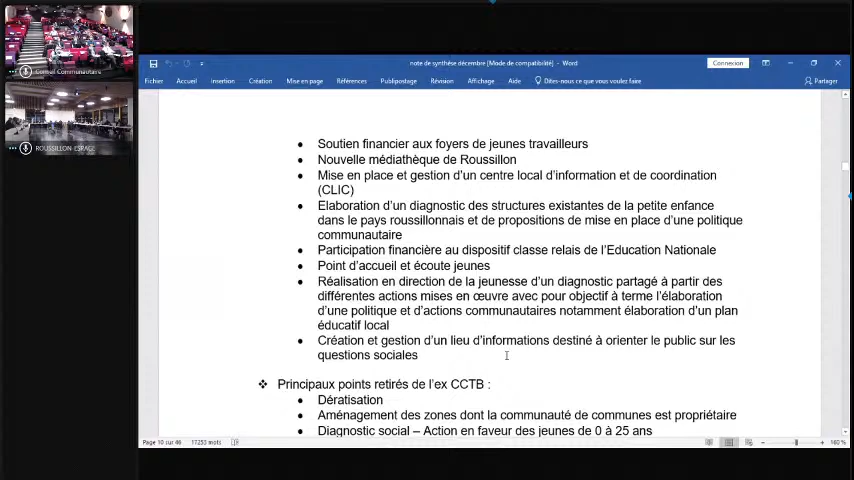 note de synthèse décembre [Mode de compatibilité] - Word
Connexion
Fichier Accueil Insertion Création Mise en page Références Publipostage Révision Affichage Aide Dites-nous ce que vous voulez faire Partager
Conseil Communautaire
ROUSSILLON-ESPACE
• Soutien financier aux foyers de jeunes travailleurs
• Nouvelle médiathèque de Roussillon
• Mise en place et gestion d'un centre local d'information et de coordination
(CLIC)
• Elaboration d'un diagnostic des structures existantes de la petite enfance
dans le pays roussillonnais et de propositions de mise en place d'une politique
communautaire
• Participation financière au dispositif classe relais de l'Education Nationale
• Point d'accueil et écoute jeunes
• Réalisation en direction de la jeunesse d'un diagnostic partagé à partir des
différentes actions mises en œuvre avec pour objectif à terme l'élaboration
d'une politique et d'actions communautaires notamment élaboration d'un plan
éducatif local
• Création et gestion d'un lieu d'informations destiné à orienter le public sur les
questions sociales
❖ Principaux points retirés de l'ex CCTB :
• Dératisation
• Aménagement des zones dont la communauté de communes est propriétaire
• Diagnostic social – Action en faveur des jeunes de 0 à 25 ans
Page 10 sur 46 17253 mots 160 %